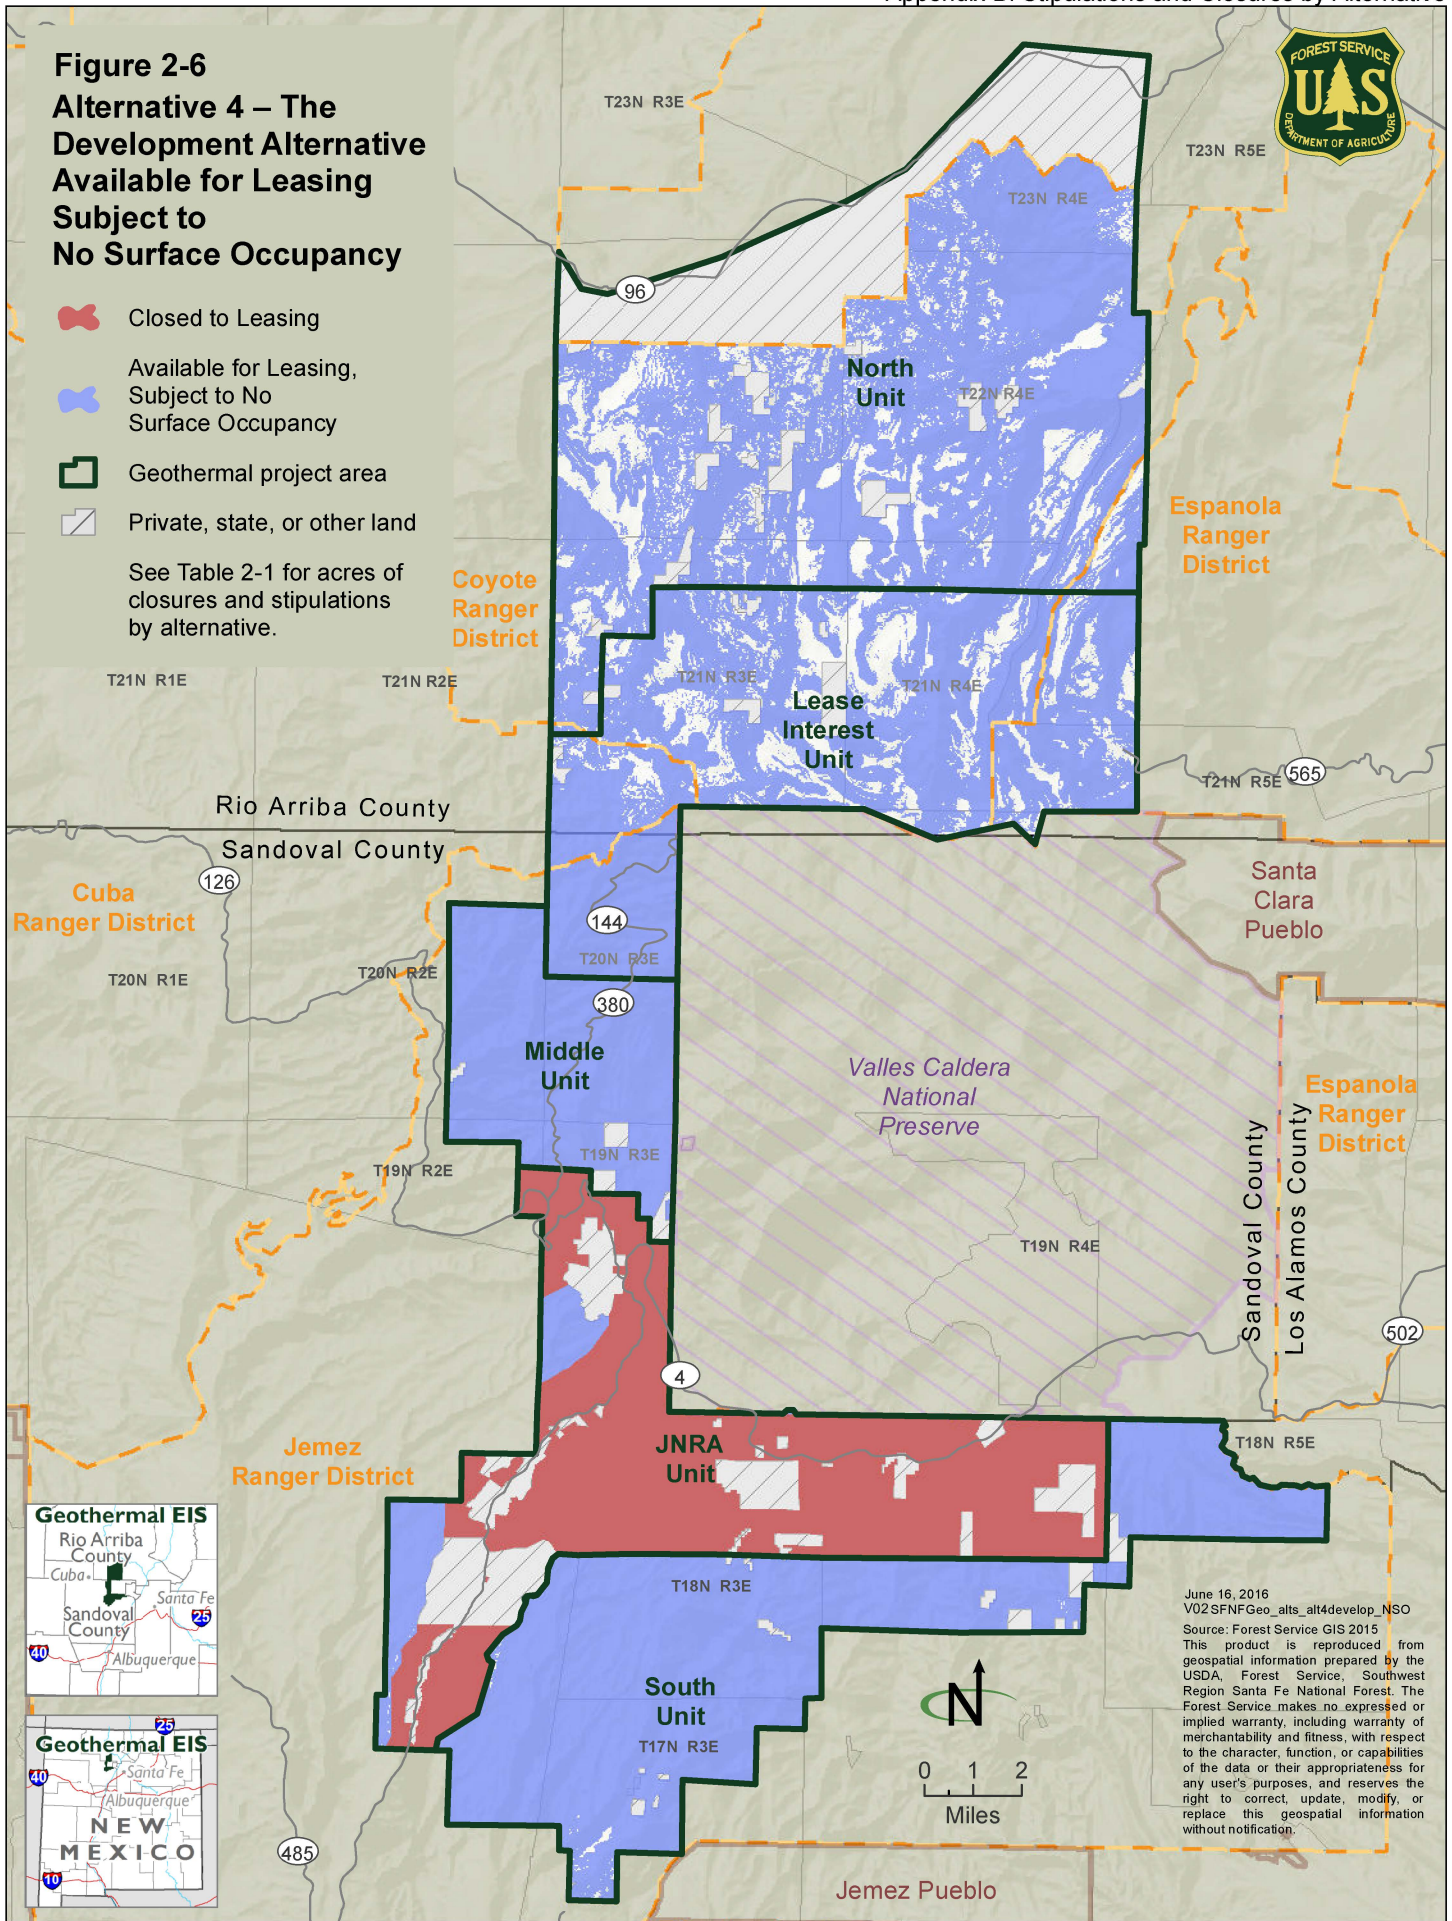 Appendix B. Stipulations and Closures by Alternative
Figure 2-6
Alternative 4 – The
Development Alternative
Available for Leasing
Subject to
No Surface Occupancy
Closed to Leasing
Available for Leasing,
Subject to No
Surface Occupancy
Geothermal project area
Private, state, or other land
See Table 2-1 for acres of
closures and stipulations
by alternative.
FOREST SERVICE
U S
DEPARTMENT OF AGRICULTURE
T23N R3E
T23N R5E
T23N R4E
96
North
Unit
T22N R4E
Espanola
Ranger
District
Coyote
Ranger
District
T21N R1E
T21N R2E
T21N R3E
T21N R4E
Lease
Interest
Unit
T21N R5E
565
Rio Arriba County
Sandoval County
126
Cuba
Ranger District
Santa
Clara
Pueblo
144
T20N R3E
T20N R1E
T20N R2E
380
Middle
Unit
Valles Caldera
National
Preserve
Espanola
Ranger
District
Sandoval County
Los Alamos County
T19N R3E
T19N R2E
T19N R4E
502
4
JNRA
Unit
T18N R5E
Jemez
Ranger District
T18N R3E
South
Unit
T17N R3E
Geothermal EIS
Rio Arriba
County
Cuba
Santa Fe
Sandoval
County
25
40
Albuquerque
25
Geothermal EIS
40
Santa Fe
Albuquerque
NEW
MEXICO
10
485
N
0 1 2
Miles
Jemez Pueblo
June 16, 2016
V02 SFNFGeo_alts_alt4develop_NSO
Source: Forest Service GIS 2015
This product is reproduced from
geospatial information prepared by the
USDA, Forest Service, Southwest
Region Santa Fe National Forest. The
Forest Service makes no expressed or
implied warranty, including warranty of
merchantability and fitness, with respect
to the character, function, or capabilities
of the data or their appropriateness for
any user's purposes, and reserves the
right to correct, update, modify, or
replace this geospatial information
without notification.